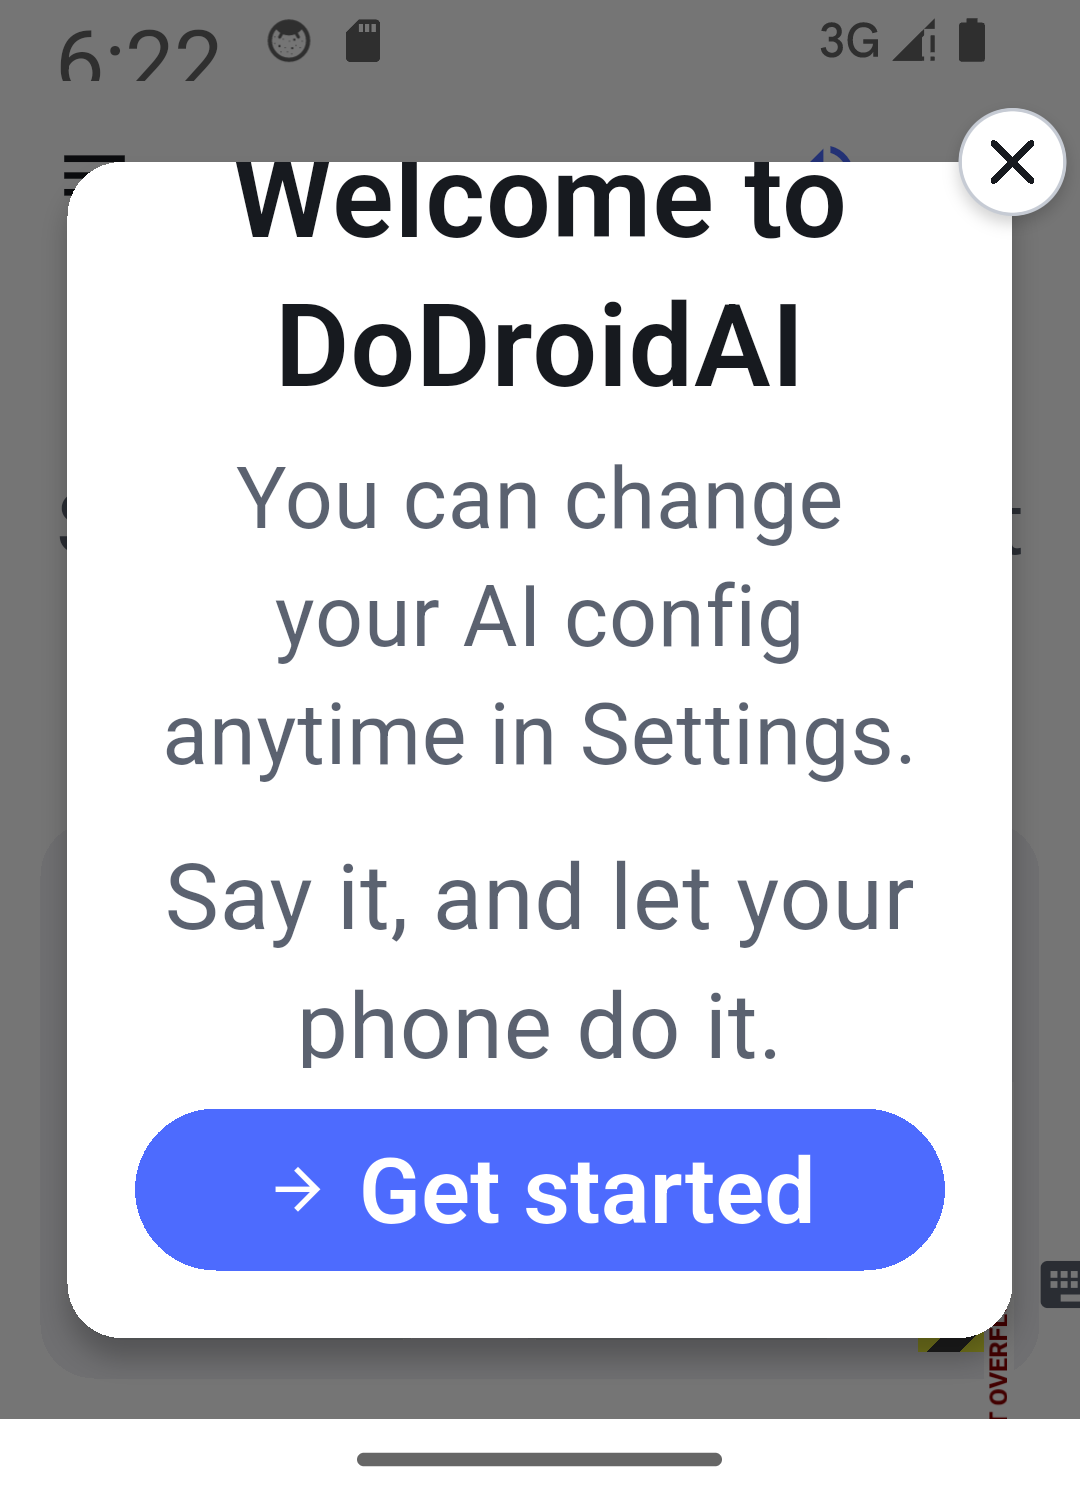 6:22
3G
Welcome to
DoDroidAI
You can change
your AI config
anytime in Settings.
Say it, and let your
phone do it.
Get started